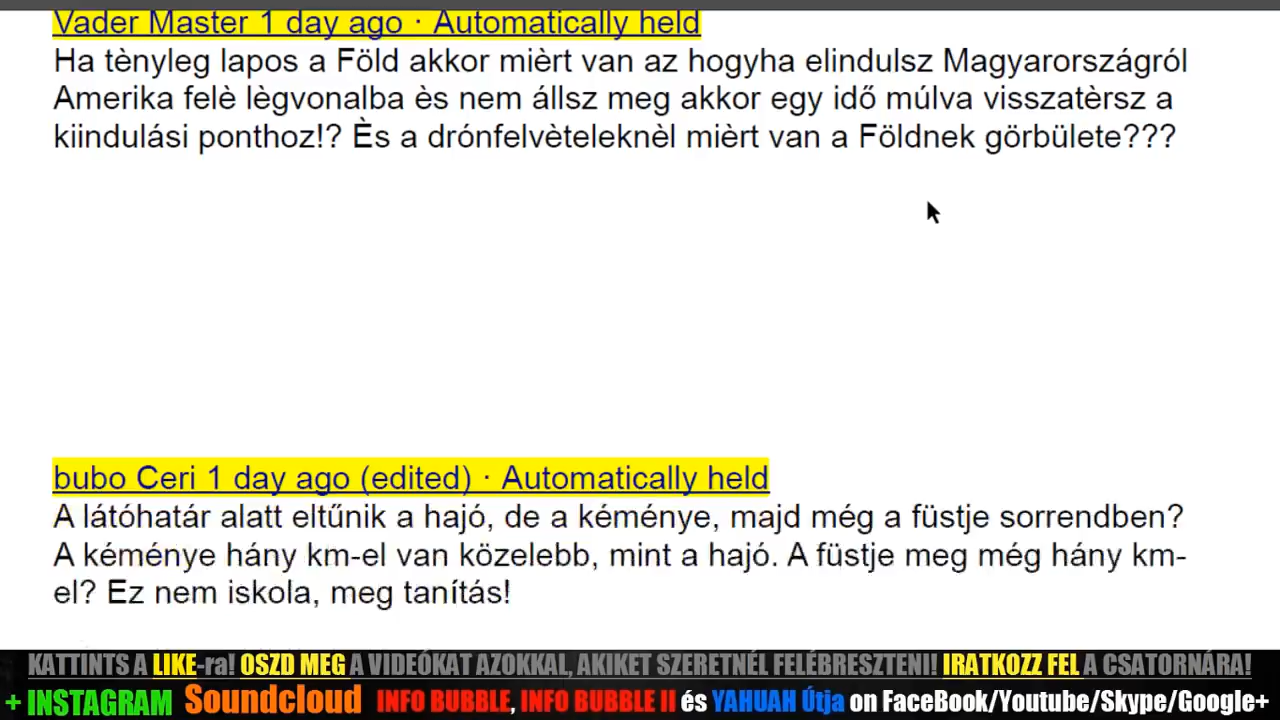 Vader Master 1 day ago · Automatically held
Ha tènyleg lapos a Föld akkor mièrt van az hogyha elindulsz Magyarországról
Amerika felè lègvonalba ès nem állsz meg akkor egy idő múlva visszatèrsz a
kiindulási ponthoz!? Ès a drónfelvèteleknèl mièrt van a Földnek görbülete???
bubo Ceri 1 day ago (edited) · Automatically held
A látóhatár alatt eltűnik a hajó, de a kéménye, majd még a füstje sorrendben?
A kéménye hány km-el van közelebb, mint a hajó. A füstje meg még hány km-
el? Ez nem iskola, meg tanítás!
KATTINTS A LIKE-ra! OSZD MEG A VIDEÓKAT AZOKKAL, AKIKET SZERETNÉL FELÉBRESZTENI! IRATKOZZ FEL A CSATORNÁRA!
+ INSTAGRAM Soundcloud INFO BUBBLE, INFO BUBBLE II és YAHUAH Útja on FaceBook/Youtube/Skype/Google+